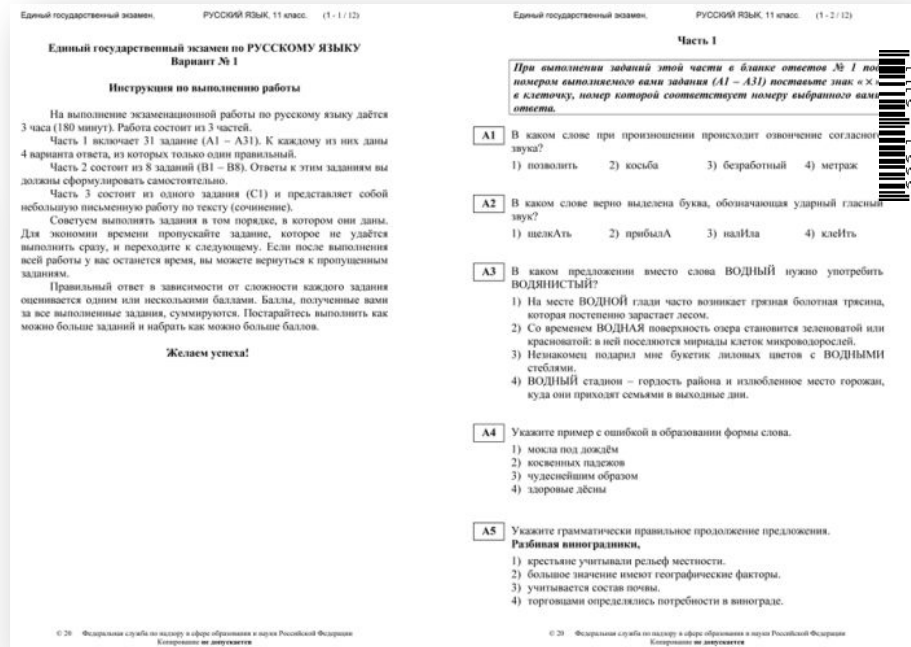 Единый государственный экзамен, РУССКИЙ ЯЗЫК, 11 класс. (1 - 1 / 12)
Единый государственный экзамен по РУССКОМУ ЯЗЫКУ
Вариант № 1
Инструкция по выполнению работы
На выполнение экзаменационной работы по русскому языку даётся
3 часа (180 минут). Работа состоит из 3 частей.
Часть 1 включает 31 задание (А1 – А31). К каждому из них даны
4 варианта ответа, из которых только один правильный.
Часть 2 состоит из 8 заданий (В1 – В8). Ответы к этим заданиям вы
должны сформулировать самостоятельно.
Часть 3 состоит из одного задания (С1) и представляет собой
небольшую письменную работу по тексту (сочинение).
Советуем выполнять задания в том порядке, в котором они даны.
Для экономии времени пропускайте задание, которое не удаётся
выполнить сразу, и переходите к следующему. Если после выполнения
всей работы у вас останется время, вы можете вернуться к пропущенным
заданиям.
Правильный ответ в зависимости от сложности каждого задания
оценивается одним или несколькими баллами. Баллы, полученные вами
за все выполненные задания, суммируются. Постарайтесь выполнить как
можно больше заданий и набрать как можно больше баллов.
Желаем успеха!
© 20 Федеральная служба по надзору в сфере образования и науки Российской Федерации
Копирование не допускается
Единый государственный экзамен, РУССКИЙ ЯЗЫК, 11 класс. (1 - 2 / 12)
Часть 1
При выполнении заданий этой части в бланке ответов № 1 под
номером выполняемого вами задания (А1 – А31) поставьте знак « × »
в клеточку, номер которой соответствует номеру выбранного вами
ответа.
А1 В каком слове при произношении происходит озвончение согласного
звука?
1) позволить 2) косьба 3) безработный 4) метраж
А2 В каком слове верно выделена буква, обозначающая ударный гласный
звук?
1) щелкАть 2) прибылА 3) налИла 4) клеИть
А3 В каком предложении вместо слова ВОДНЫЙ нужно употребить
ВОДЯНИСТЫЙ?
1) На месте ВОДНОЙ глади часто возникает грязная болотная трясина,
которая постепенно зарастает лесом.
2) Со временем ВОДНАЯ поверхность озера становится зеленоватой или
красноватой: в ней поселяются мириады клеток микроводорослей.
3) Незнакомец подарил мне букетик лиловых цветов с ВОДНЫМИ
стеблями.
4) ВОДНЫЙ стадион – гордость района и излюбленное место горожан,
куда они приходят семьями в выходные дни.
А4 Укажите пример с ошибкой в образовании формы слова.
1) мокла под дождём
2) косвенных падежов
3) чудеснейшим образом
4) здоровые дёсны
А5 Укажите грамматически правильное продолжение предложения.
Разбивая виноградники,
1) крестьяне учитывали рельеф местности.
2) большое значение имеют географические факторы.
3) учитывается состав почвы.
4) торговцами определялись потребности в винограде.
© 20 Федеральная служба по надзору в сфере образования и науки Российской Федерации
Копирование не допускается